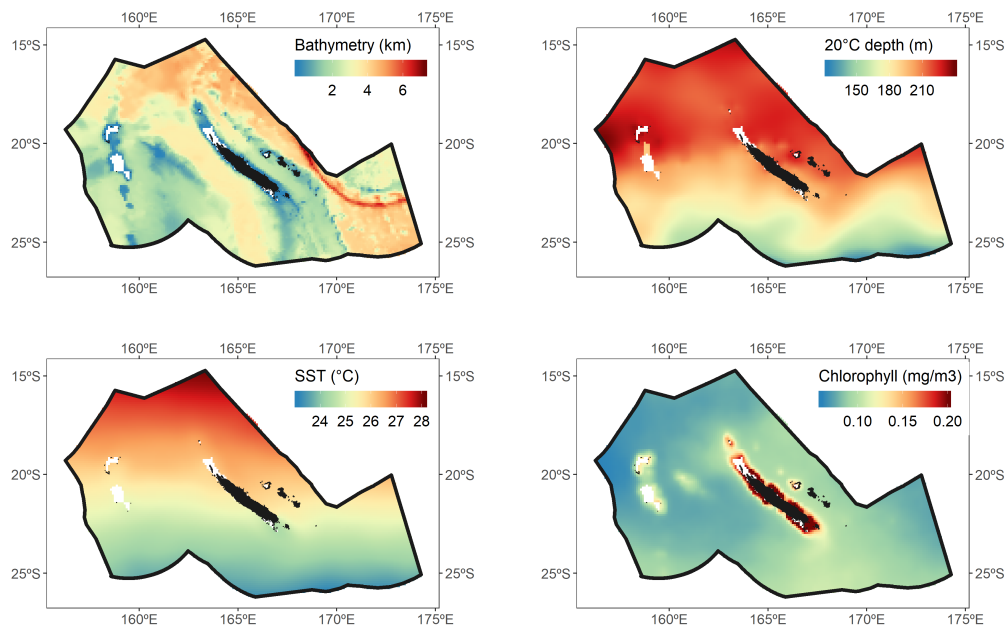 160ºE 165ºE 170ºE 175ºE
15ºS Bathymetry (km) 15ºS
2 4 6
20ºS 20ºS
25ºS 25ºS
160ºE 165ºE 170ºE 175ºE
160ºE 165ºE 170ºE 175ºE
15ºS 20°C depth (m) 15ºS
150 180 210
20ºS 20ºS
25ºS 25ºS
160ºE 165ºE 170ºE 175ºE
160ºE 165ºE 170ºE 175ºE
15ºS SST (°C) 15ºS
24 25 26 27 28
20ºS 20ºS
25ºS 25ºS
160ºE 165ºE 170ºE 175ºE
160ºE 165ºE 170ºE 175ºE
15ºS Chlorophyll (mg/m3) 15ºS
0.10 0.15 0.20
20ºS 20ºS
25ºS 25ºS
160ºE 165ºE 170ºE 175ºE